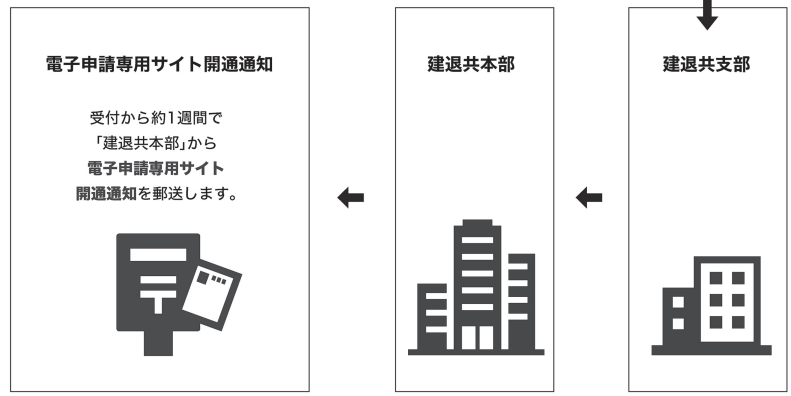 電子申請専用サイト開通通知
受付から約1週間で
「建退共本部」から
電子申請専用サイト
開通通知を郵送します。
建退共本部
建退共支部